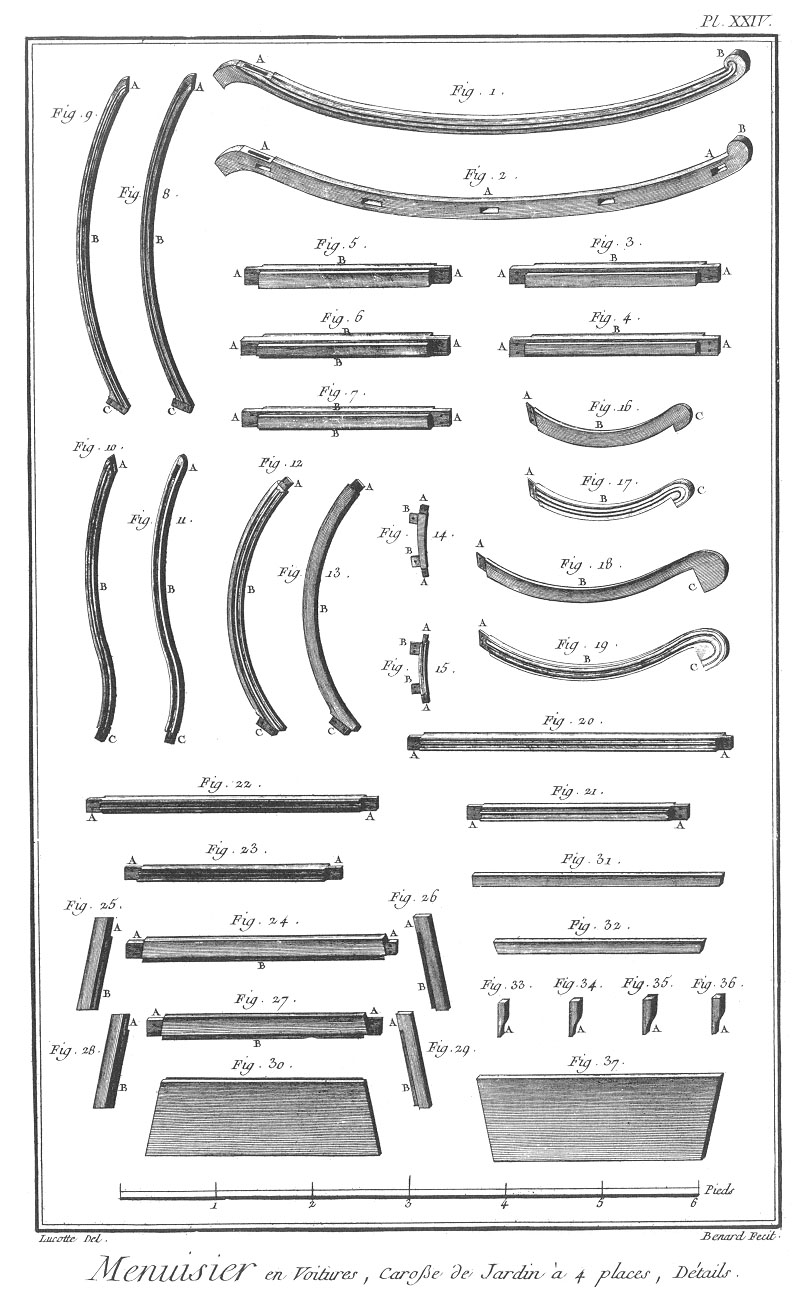 Pl. XXIV.
A
B
Fig. 1.
Fig. 9.
A
A
Fig. 8.
B
B
C
C
A
A
A
B
Fig. 2.
Fig. 5.
B
A
A
Fig. 3.
B
A
A
Fig. 6
B
A
A
B
Fig. 4.
B
A
A
Fig. 7.
B
A
A
B
Fig. 16.
A
B
C
Fig. 10.
A
B
C
Fig. 11.
B
C
Fig. 12
A
B
C
Fig. 13.
A
B
C
Fig. 14.
A
B
B
A
Fig. 17.
A
B
C
Fig. 18.
A
B
C
Fig. 15.
A
B
B
A
Fig. 19.
A
B
C
Fig. 20.
A
A
Fig. 22.
A
A
Fig. 21.
A
A
Fig. 23.
A
A
Fig. 31.
Fig. 25.
A
B
Fig. 24.
A
A
B
Fig. 26
A
B
Fig. 32.
Fig. 33.
A
Fig. 34.
A
Fig. 35.
A
Fig. 36.
A
Fig. 28.
A
B
Fig. 27.
A
A
B
Fig. 29.
A
B
Fig. 30.
Fig. 37.
1 2 3 4 5 6 Pieds
Lucotte Del.
Benard Fecit.
Menuisier en Voitures, Caroſse de Jardin à 4 places, Détails.